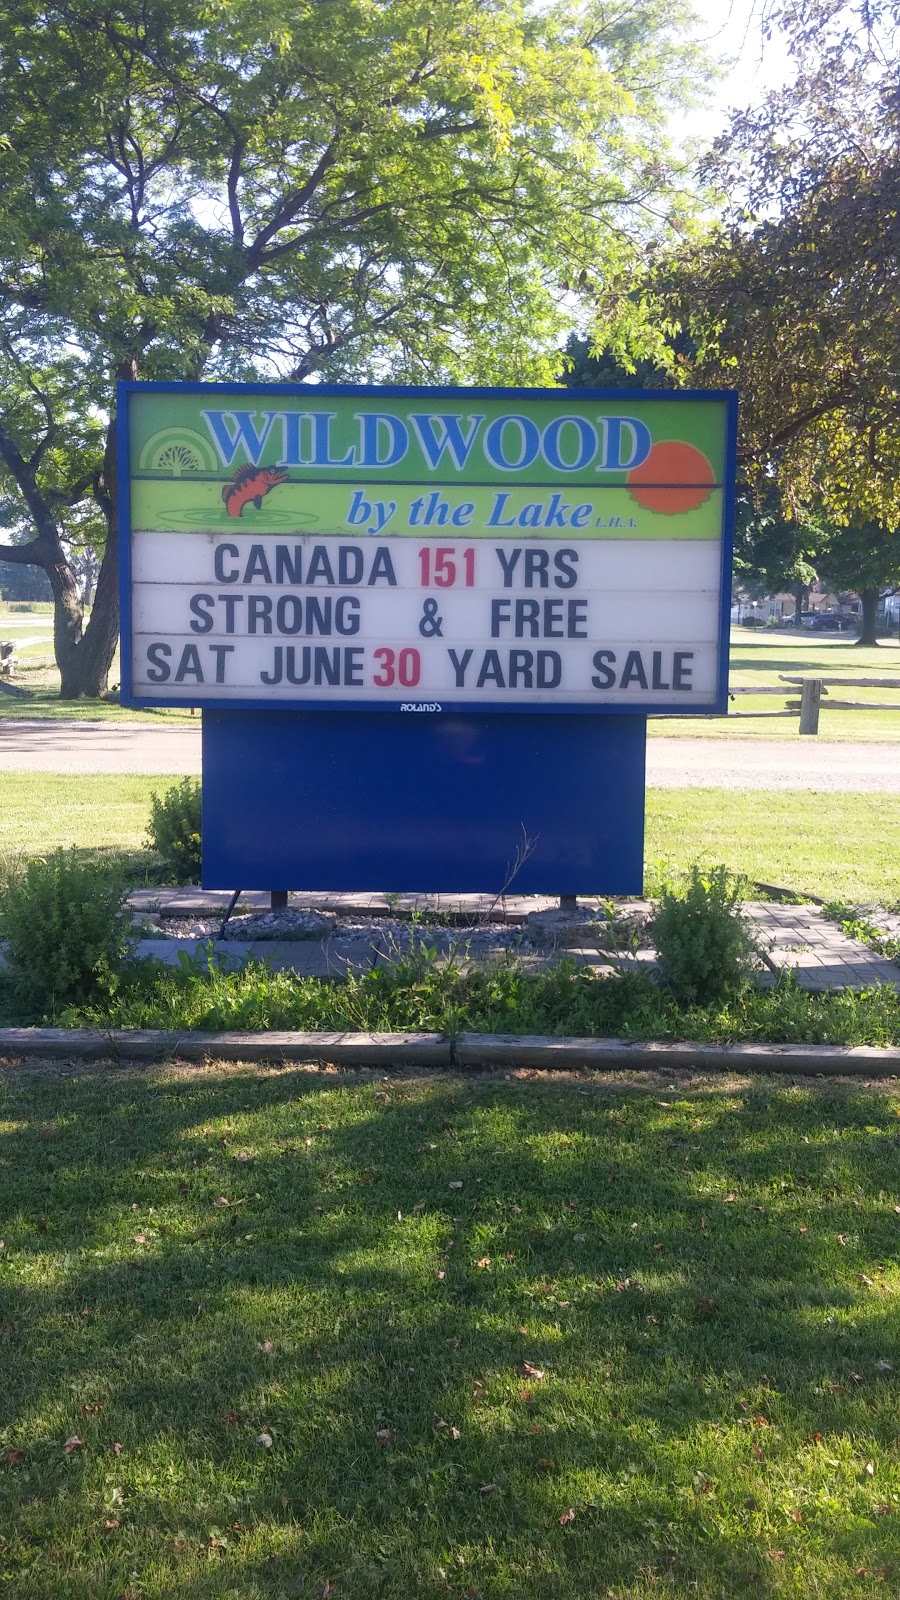 WILDWOOD
by the Lake L.H.A.
CANADA 151 YRS
STRONG & FREE
SAT JUNE 30 YARD SALE
ROLAND'S